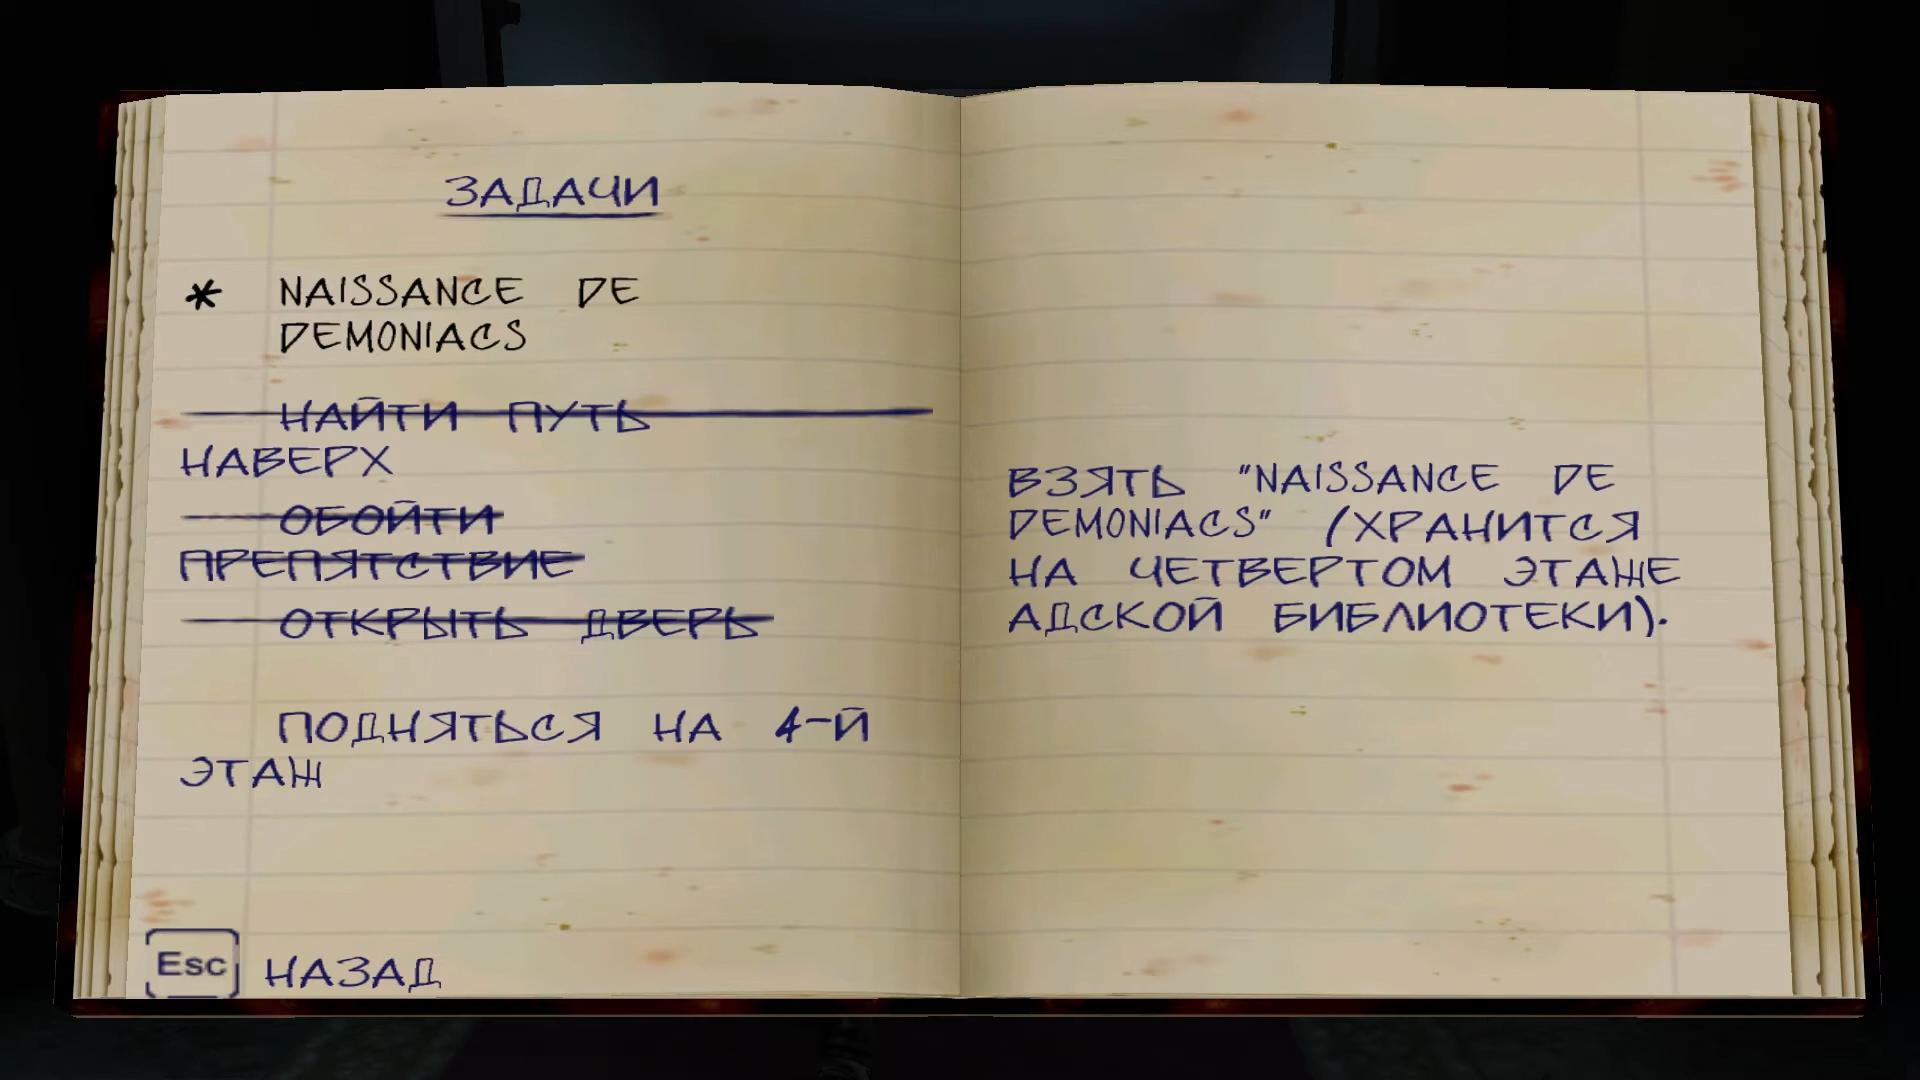 ЗАДАЧИ
* NAISSANCE DE
DEMONIACS
НАЙТИ ПУТЬ
НАВЕРХ
ОБОЙТИ
ПРЕПЯТСТВИЕ
ОТКРЫТЬ ДВЕРЬ
ПОДНЯТЬСЯ НА 4-Й
ЭТАЖ
Esc НАЗАД
ВЗЯТЬ "NAISSANCE DE
DEMONIACS" (ХРАНИТСЯ
НА ЧЕТВЕРТОМ ЭТАЖЕ
АДСКОЙ БИБЛИОТЕКИ).